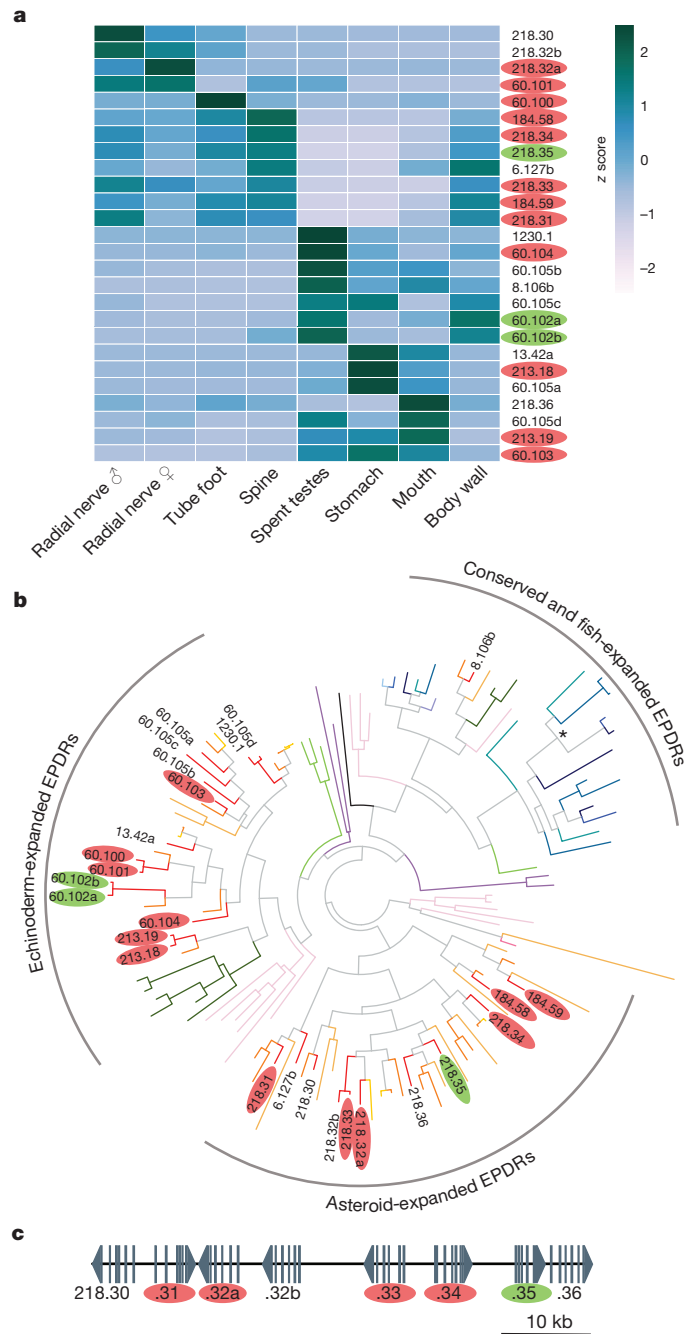 a
218.30
218.32b
218.32a
60.101
60.100
184.58
218.34
218.35
6.127b
218.33
184.59
218.31
1230.1
60.104
60.105b
8.106b
60.105c
60.102a
60.102b
13.42a
213.18
60.105a
218.36
60.105d
213.19
60.103
Radial nerve ♂
Radial nerve ♀
Tube foot
Spine
Spent testes
Stomach
Mouth
Body wall
2
1
0
−1
−2
z score
b
Conserved and fish-expanded EPDRs
8.106b
*
Echinoderm-expanded EPDRs
60.105d
1230.1
60.105a
60.105c
60.105b
60.103
13.42a
60.100
60.101
60.102b
60.102a
60.104
213.19
213.18
184.59
184.58
218.34
218.35
218.36
218.32a
218.33
218.32b
218.30
6.127b
218.31
Asteroid-expanded EPDRs
c
218.30 .31 .32a .32b .33 .34 .35 .36
10 kb